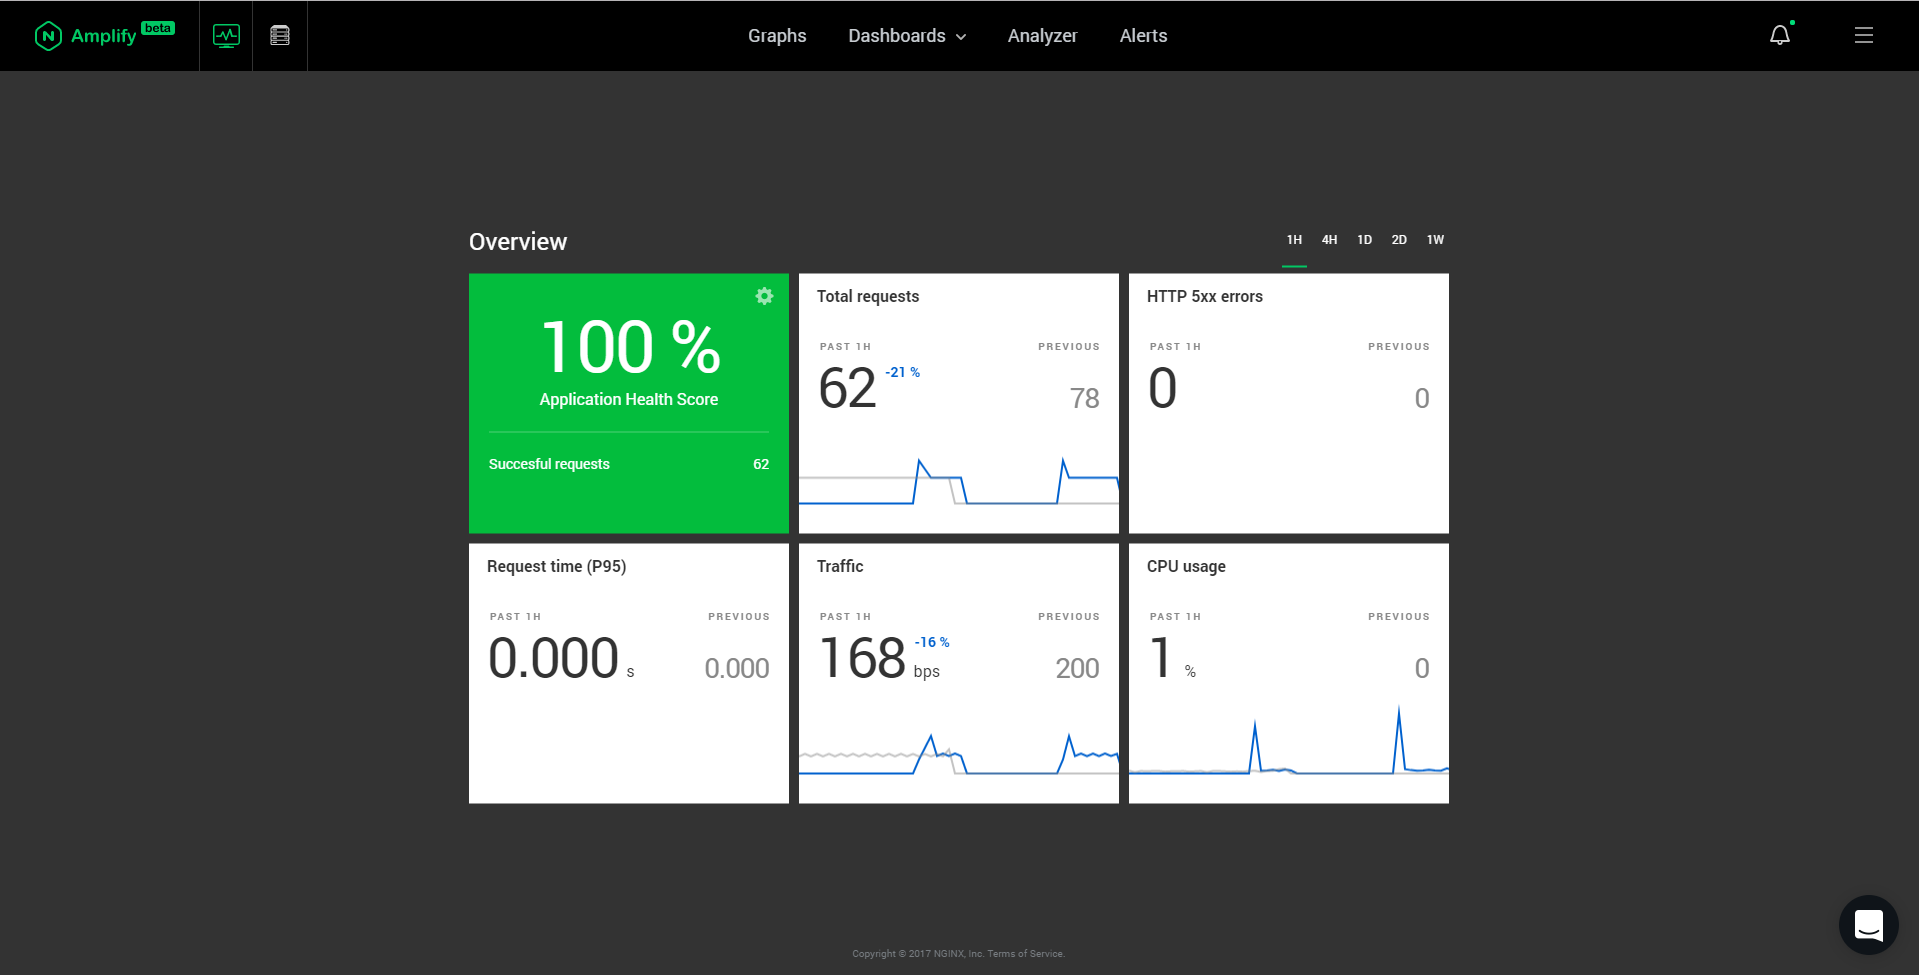 Amplify beta
Graphs Dashboards Analyzer Alerts
Overview
1H 4H 1D 2D 1W
100 %
Application Health Score
Succesful requests 62
Total requests
PAST 1H PREVIOUS
62 -21 % 78
HTTP 5xx errors
PAST 1H PREVIOUS
0 0
Request time (P95)
PAST 1H PREVIOUS
0.000 s 0.000
Traffic
PAST 1H PREVIOUS
168 -16 % bps 200
CPU usage
PAST 1H PREVIOUS
1 % 0
Copyright © 2017 NGINX, Inc. Terms of Service.